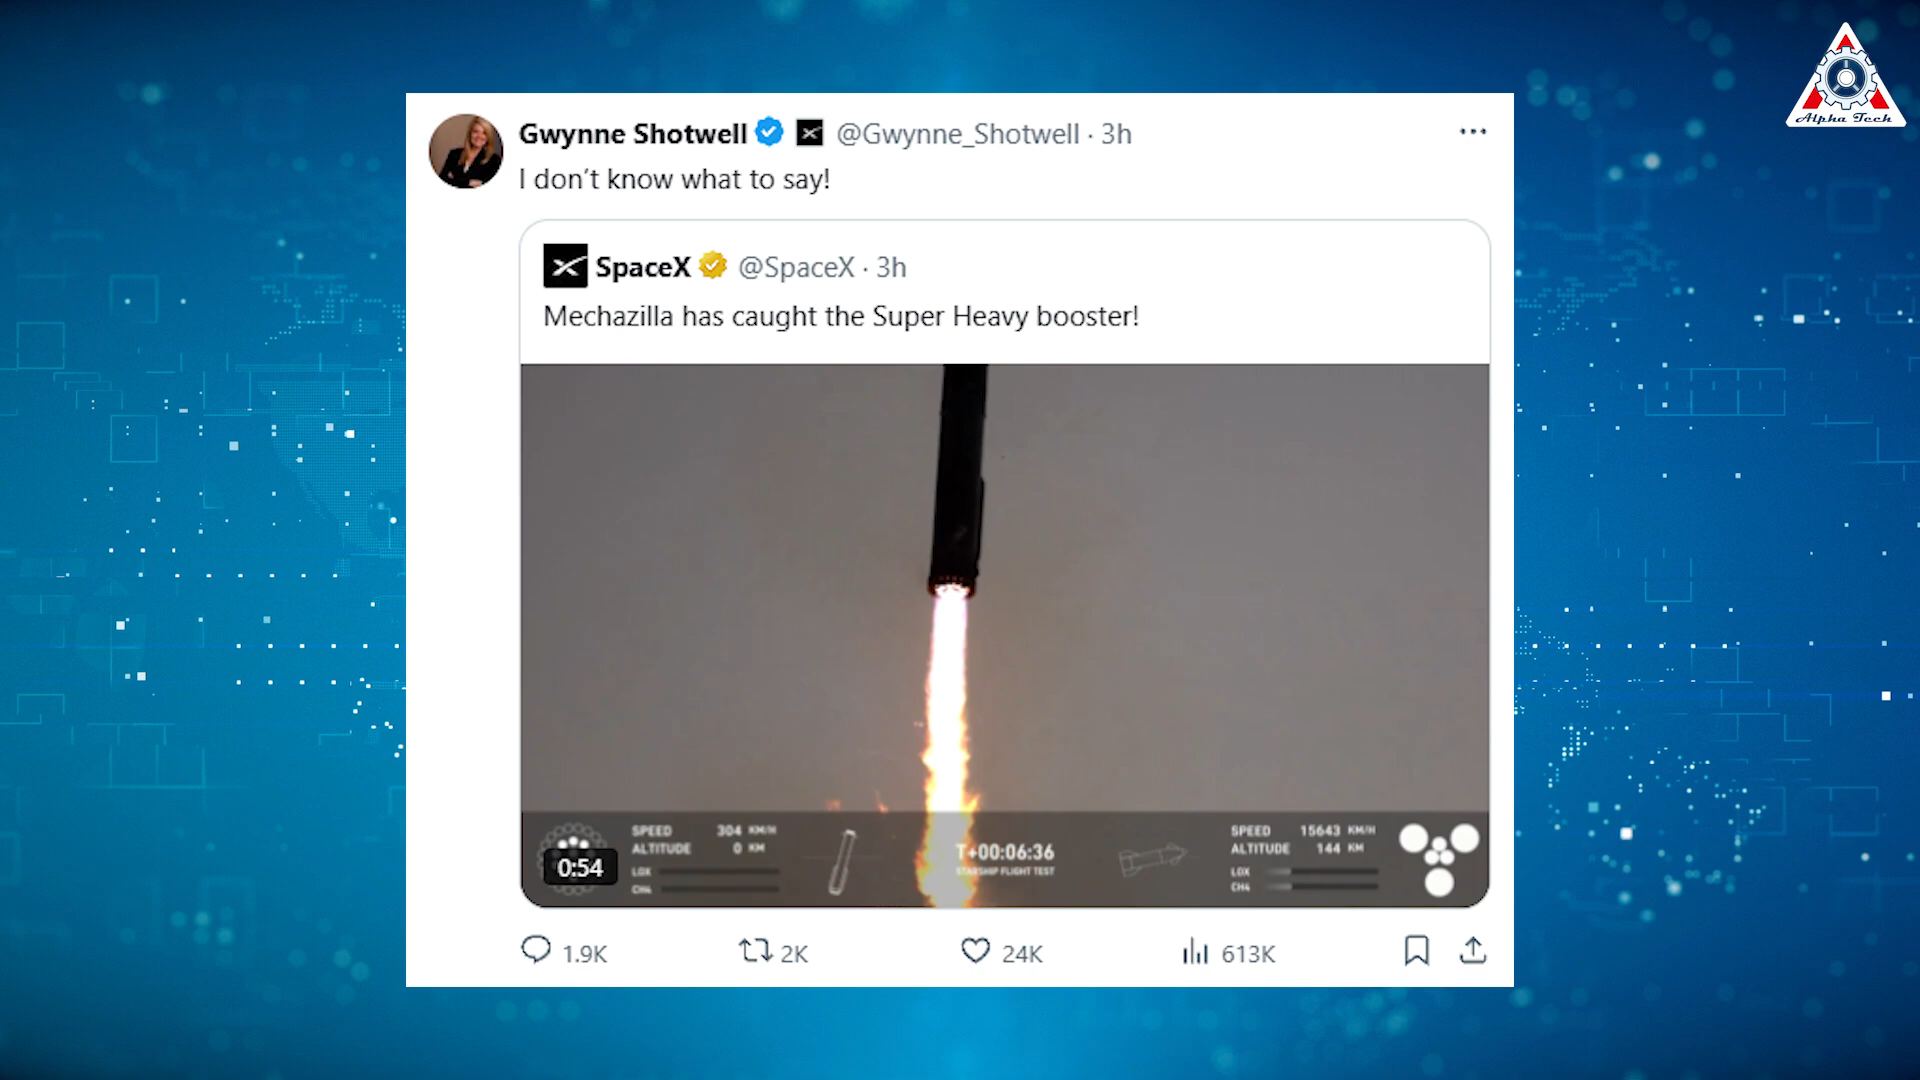 Alpha Tech
Gwynne Shotwell @Gwynne_Shotwell · 3h
I don't know what to say!
SpaceX @SpaceX · 3h
Mechazilla has caught the Super Heavy booster!
SPEED 304 KM/H
ALTITUDE 0 KM
LOX
CH4
0:54
T+00:06:36
STARSHIP FLIGHT TEST
SPEED 15643 KM/H
ALTITUDE 144 KM
LOX
CH4
1.9K 2K 24K 613K